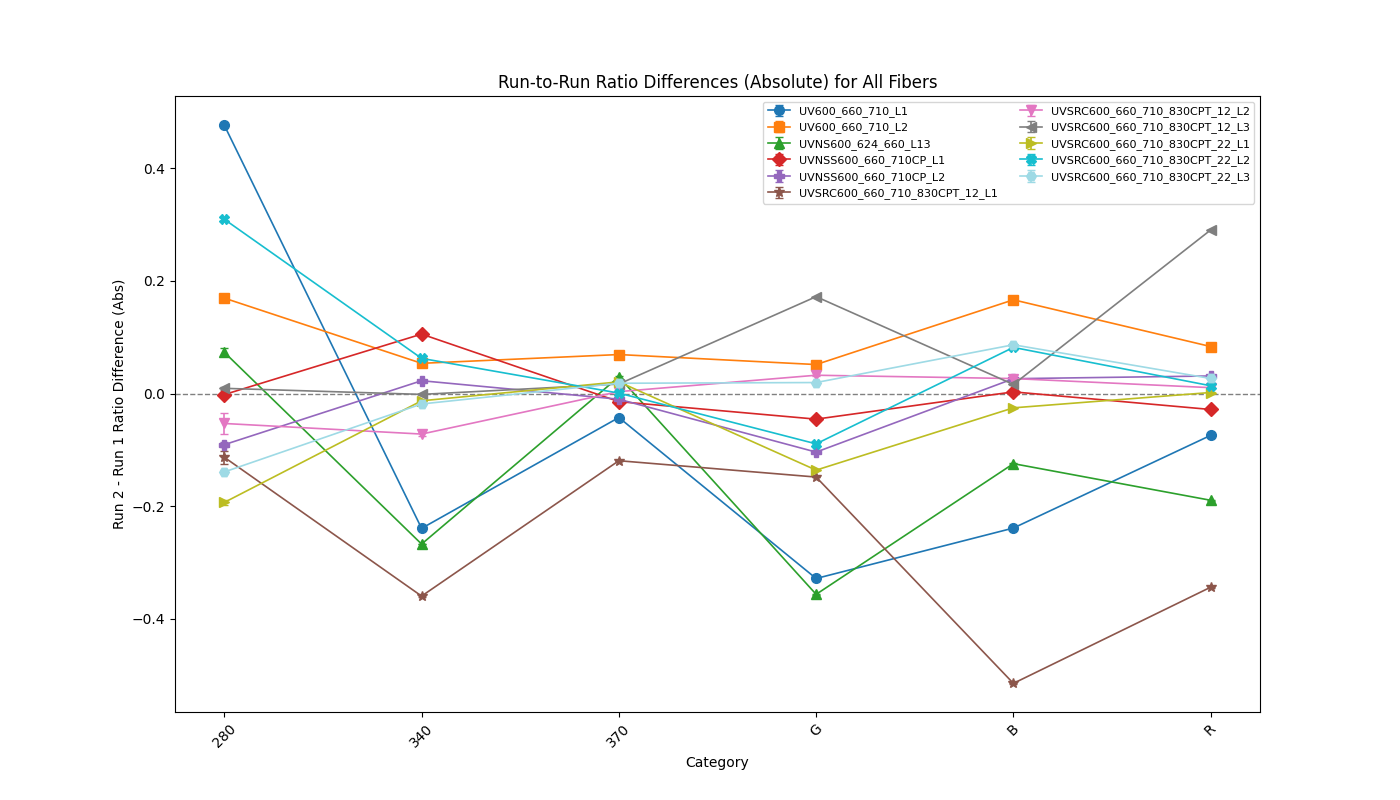 Run-to-Run Ratio Differences (Absolute) for All Fibers
UV600_660_710_L1
UV600_660_710_L2
UVNS600_624_660_L13
UVNSS600_660_710CP_L1
UVNSS600_660_710CP_L2
UVSRC600_660_710_830CPT_12_L1
UVSRC600_660_710_830CPT_12_L2
UVSRC600_660_710_830CPT_12_L3
UVSRC600_660_710_830CPT_22_L1
UVSRC600_660_710_830CPT_22_L2
UVSRC600_660_710_830CPT_22_L3
Run 2 - Run 1 Ratio Difference (Abs)
0.4
0.2
0.0
−0.2
−0.4
280
340
370
G
B
R
Category